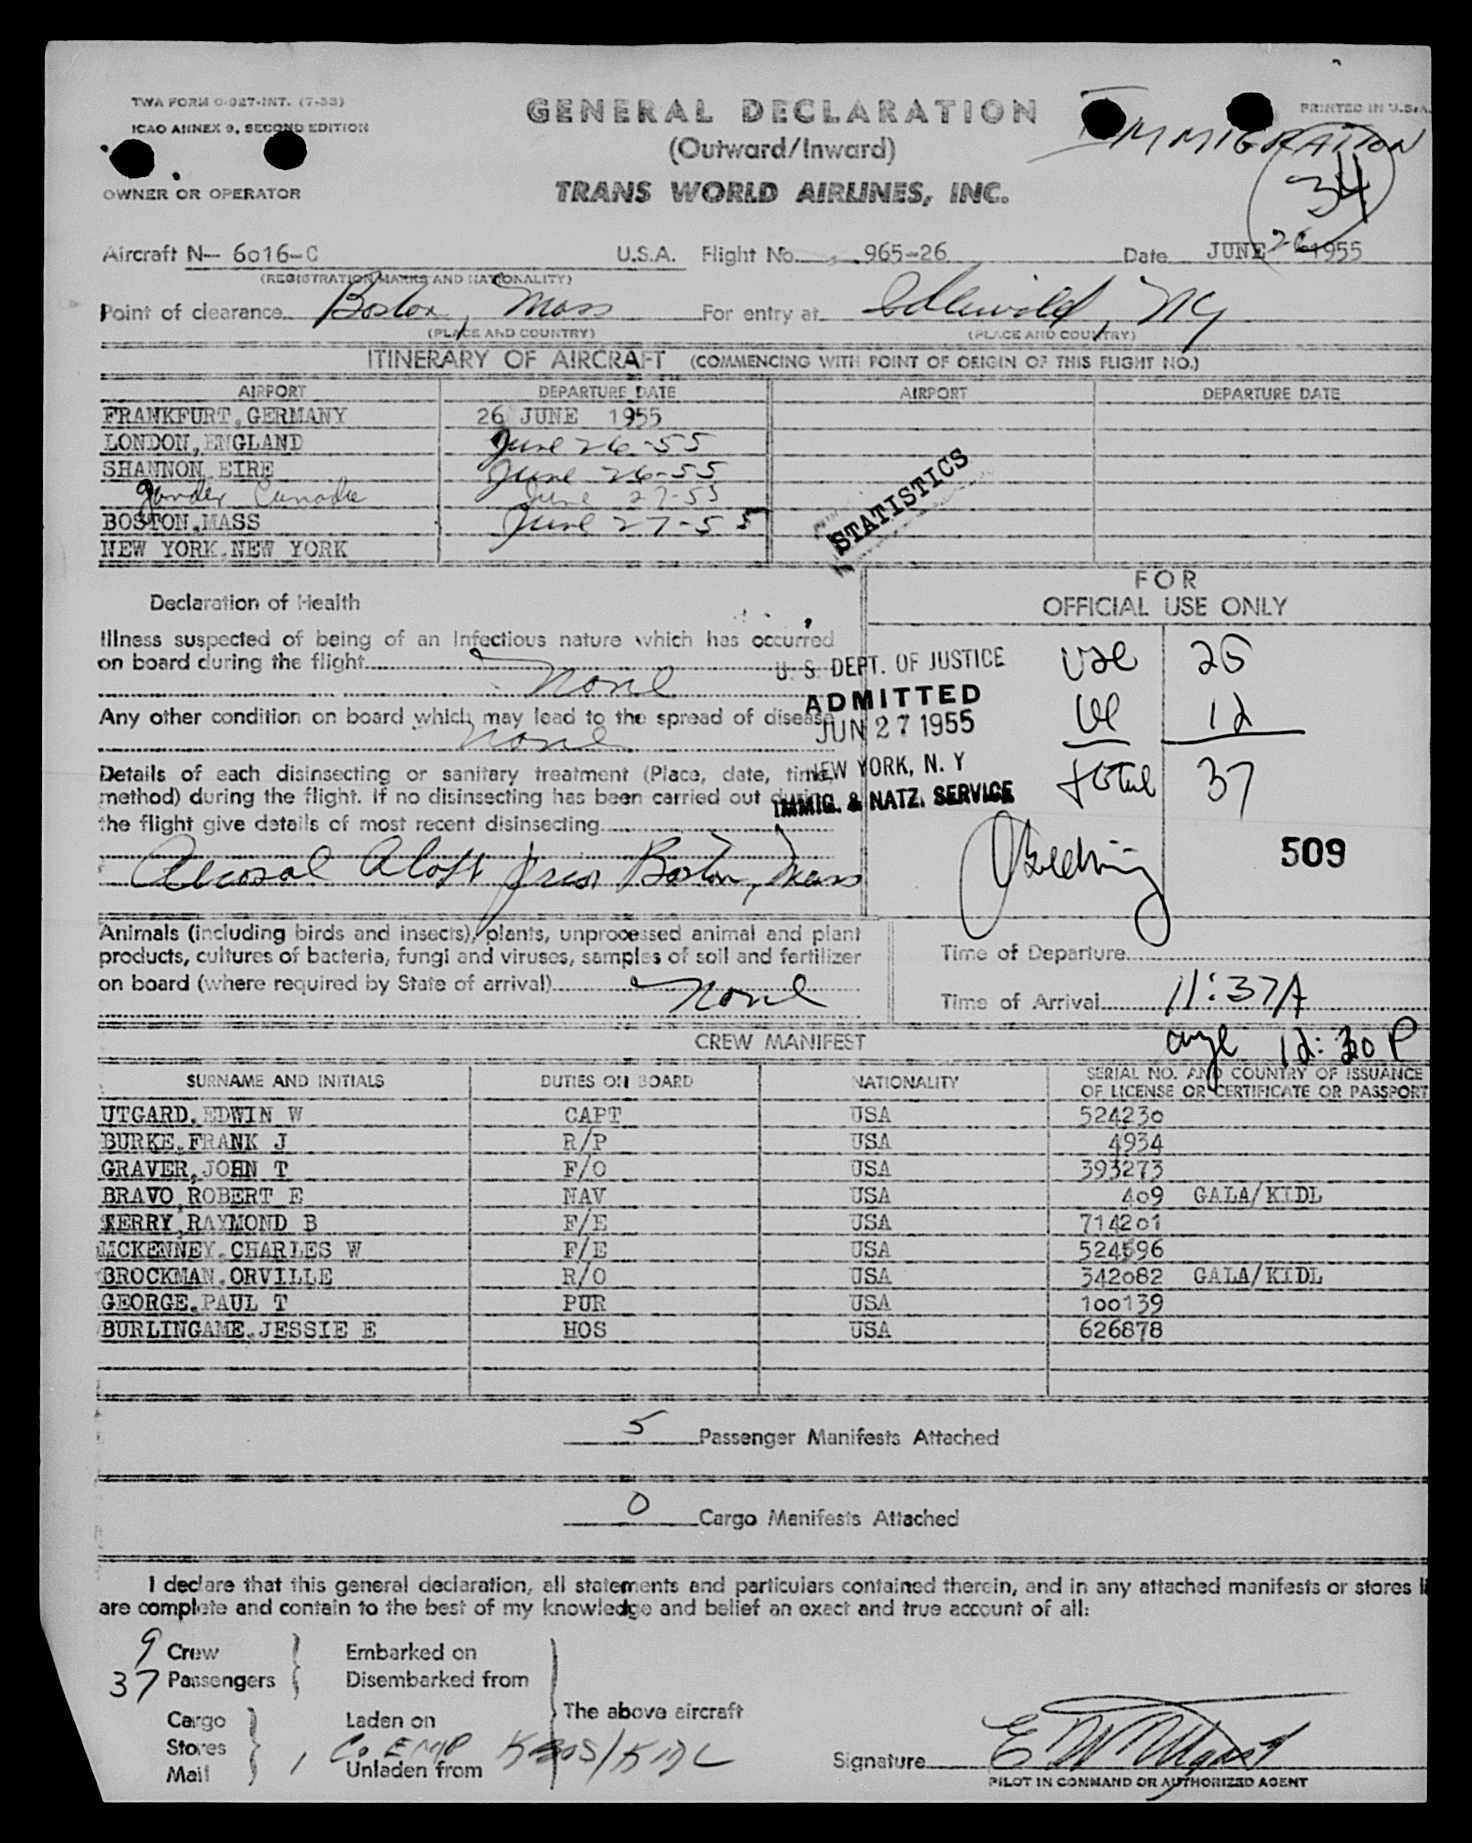 TWA FORM O-927-INT. (7-53)
ICAO ANNEX 9, SECOND EDITION
GENERAL DECLARATION
(Outward/Inward)
TRANS WORLD AIRLINES, INC.
PRINTED IN U.S.A.
IMMIGRATION
34
OWNER OR OPERATOR
Aircraft N- 6016-C U.S.A. Flight No. 965-26 Date JUNE 26 1955
(REGISTRATION MARKS AND NATIONALITY)
Point of clearance Boston, Mass For entry at Idlewild, NY
(PLACE AND COUNTRY) (PLACE AND COUNTRY)
ITINERARY OF AIRCRAFT (COMMENCING WITH POINT OF ORIGIN OF THIS FLIGHT NO.)
AIRPORT DEPARTURE DATE AIRPORT DEPARTURE DATE
FRANKFURT, GERMANY 26 JUNE 1955
LONDON, ENGLAND June 26-55
SHANNON EIRE June 26-55
Gander Canada June 27-55
BOSTON, MASS June 27-55
NEW YORK, NEW YORK
STATISTICS
Declaration of Health
Illness suspected of being of an infectious nature which has occurred
on board during the flight
None
Any other condition on board which may lead to the spread of disease
None
Details of each disinsecting or sanitary treatment (Place, date, time,
method) during the flight. If no disinsecting has been carried out during
the flight give details of most recent disinsecting
Aerosol Aloft Prior Boston, Mass
FOR
OFFICIAL USE ONLY
U. S. DEPT. OF JUSTICE
ADMITTED
JUN 27 1955
NEW YORK, N. Y
IMMIG. & NATZ. SERVICE
25
12
total 37
509
Animals (including birds and insects), plants, unprocessed animal and plant
products, cultures of bacteria, fungi and viruses, samples of soil and fertilizer
on board (where required by State of arrival)
None
Time of Departure
Time of Arrival 11:37A
12:30 P
CREW MANIFEST
SURNAME AND INITIALS DUTIES ON BOARD NATIONALITY SERIAL NO. AND COUNTRY OF ISSUANCE
OF LICENSE OR CERTIFICATE OR PASSPORT
UTGARD, EDWIN W CAPT USA 524230
BURKE, FRANK J R/P USA 4934
GRAVER, JOHN T F/O USA 393273
BRAVO, ROBERT E NAV USA 409 GALA/KIDL
TERRY, RAYMOND B F/E USA 714201
MCKENNEY, CHARLES W F/E USA 524596
BROCKMAN, ORVILLE R/O USA 342082 GALA/KIDL
GEORGE, PAUL T PUR USA 100139
BURLINGAME, JESSIE E HOS USA 626878
5 Passenger Manifests Attached
0 Cargo Manifests Attached
I declare that this general declaration, all statements and particulars contained therein, and in any attached manifests or stores li
are complete and contain to the best of my knowledge and belief an exact and true account of all:
9 Crew Embarked on
37 Passengers Disembarked from
The above aircraft
Cargo Laden on
Stores
Mail Unladen from
1 Co EMP KBOS/KIDL
Signature E W Utgard
PILOT IN COMMAND OR AUTHORIZED AGENT